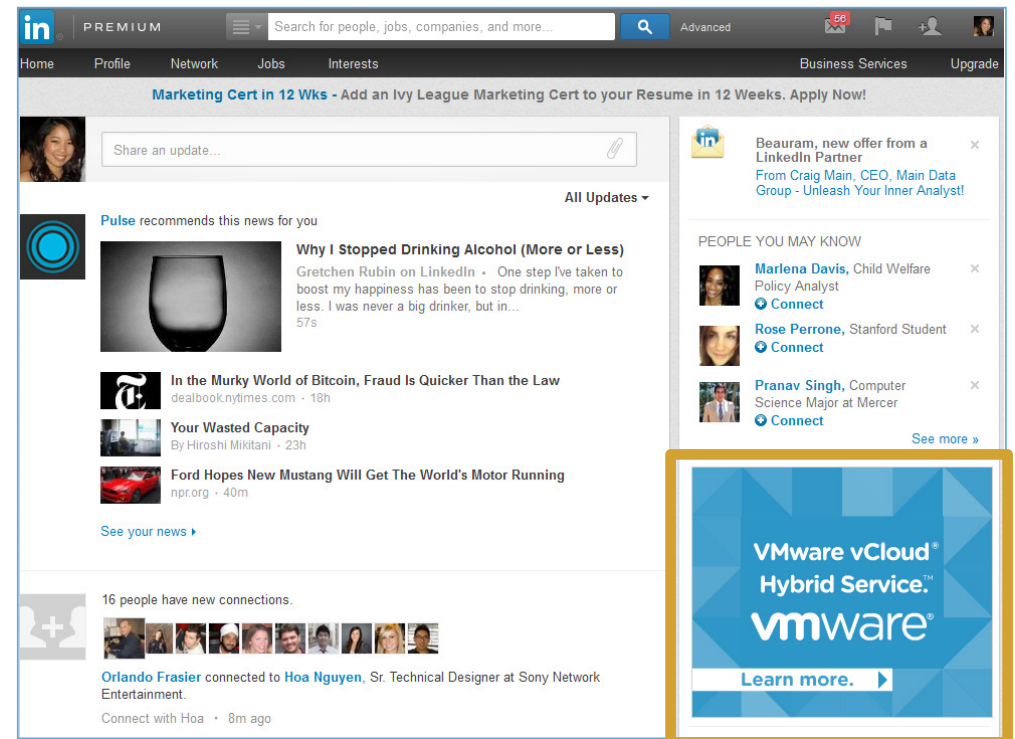 in PREMIUM
Search for people, jobs, companies, and more...
Advanced
56
Home Profile Network Jobs Interests Business Services Upgrade
Marketing Cert in 12 Wks - Add an Ivy League Marketing Cert to your Resume in 12 Weeks. Apply Now!
Share an update...
All Updates
Pulse recommends this news for you
Why I Stopped Drinking Alcohol (More or Less)
Gretchen Rubin on LinkedIn • One step I've taken to
boost my happiness has been to stop drinking, more or
less. I was never a big drinker, but in...
57s
In the Murky World of Bitcoin, Fraud Is Quicker Than the Law
dealbook.nytimes.com • 18h
Your Wasted Capacity
By Hiroshi Mikitani • 23h
Ford Hopes New Mustang Will Get The World's Motor Running
npr.org • 40m
See your news
16 people have new connections.
Orlando Frasier connected to Hoa Nguyen, Sr. Technical Designer at Sony Network
Entertainment.
Connect with Hoa • 8m ago
in
Beauram, new offer from a
LinkedIn Partner
From Craig Main, CEO, Main Data
Group - Unleash Your Inner Analyst!
PEOPLE YOU MAY KNOW
Marlena Davis, Child Welfare
Policy Analyst
Connect
Rose Perrone, Stanford Student
Connect
Pranav Singh, Computer
Science Major at Mercer
Connect
See more »
VMware vCloud®
Hybrid Service.™
vmware®
Learn more.